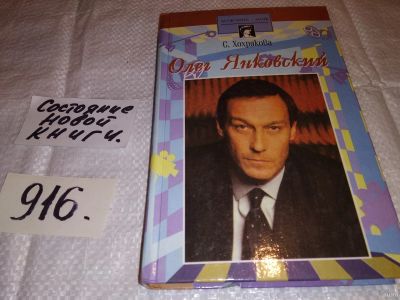 С. Хохрякова
Олег Янковский
Состояние
новой
книги.
916.